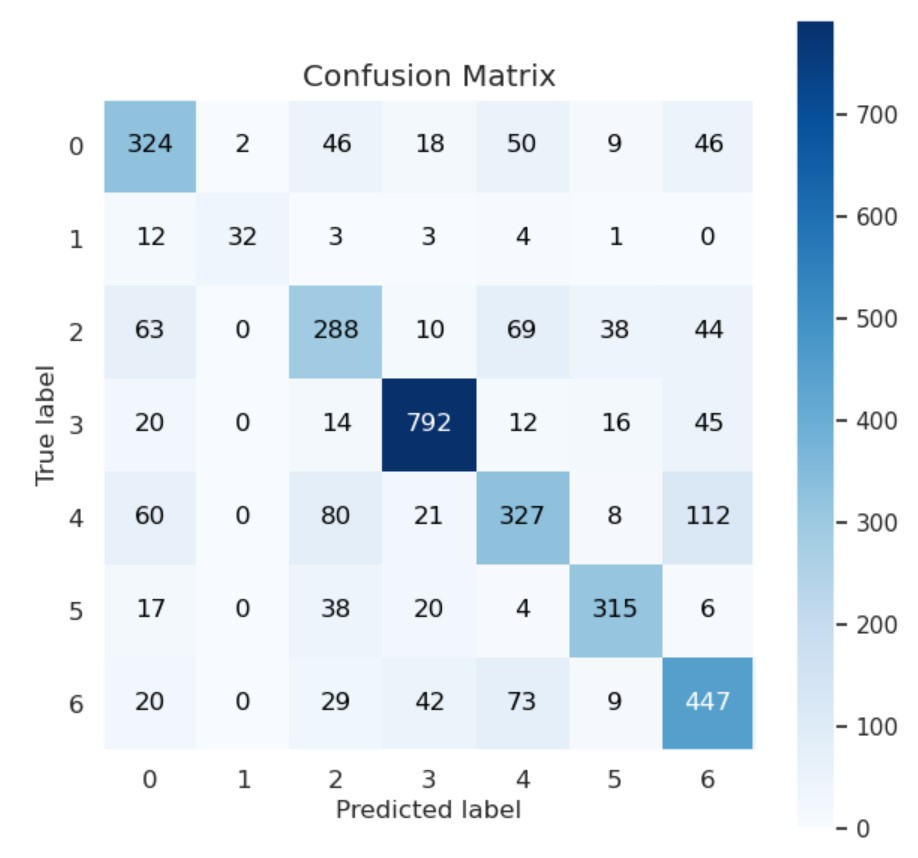 Confusion Matrix
0 324 2 46 18 50 9 46
1 12 32 3 3 4 1 0
2 63 0 288 10 69 38 44
3 20 0 14 792 12 16 45
4 60 0 80 21 327 8 112
5 17 0 38 20 4 315 6
6 20 0 29 42 73 9 447
0 1 2 3 4 5 6
Predicted label
True label
700
600
500
400
300
200
100
0